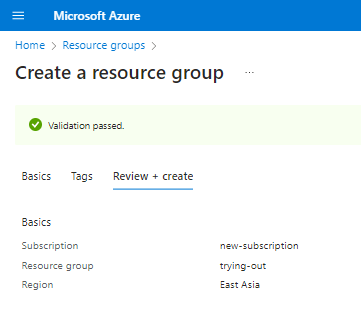 Microsoft Azure
Home > Resource groups >
Create a resource group ...
Validation passed.
Basics Tags Review + create
Basics
Subscription new-subscription
Resource group trying-out
Region East Asia